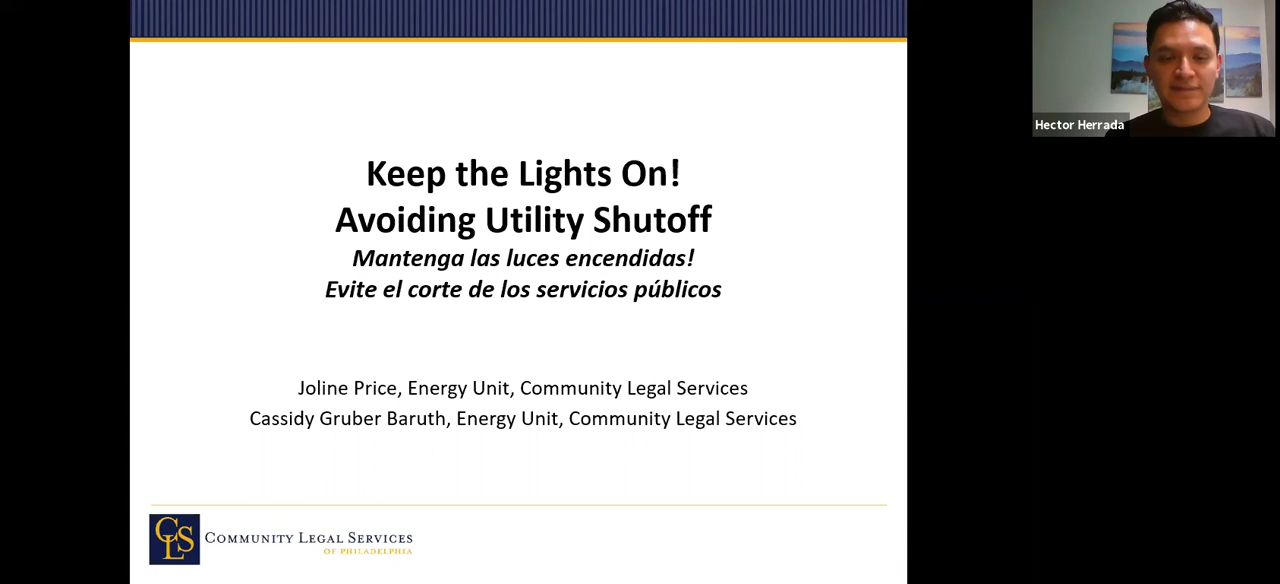 Keep the Lights On!
Avoiding Utility Shutoff
Mantenga las luces encendidas!
Evite el corte de los servicios públicos
Joline Price, Energy Unit, Community Legal Services
Cassidy Gruber Baruth, Energy Unit, Community Legal Services
CLS
COMMUNITY LEGAL SERVICES
OF PHILADELPHIA
Hector Herrada